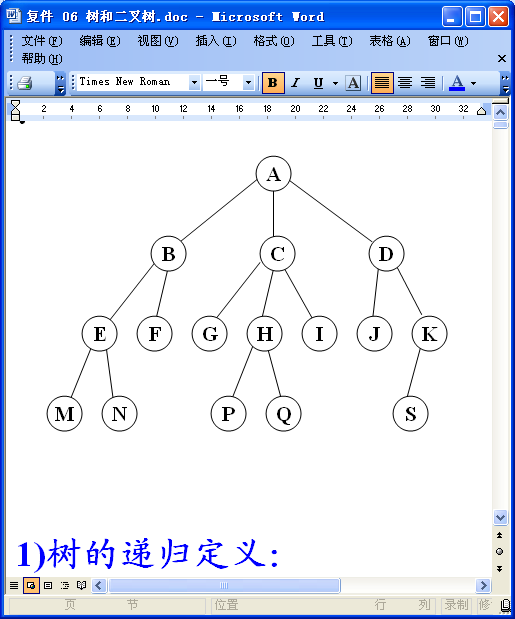 复件 06 树和二叉树.doc - Microsoft Word
文件(F) 编辑(E) 视图(V) 插入(I) 格式(O) 工具(T) 表格(A) 窗口(W)
帮助(H)
Times New Roman 一号 B I U A A
2 4 6 8 10 12 14 16 18 20 22 24 26 28 30 32
A
B C D
E F G H I J K
M N P Q S
1)树的递归定义:
页 节 位置 行 列 录制 修